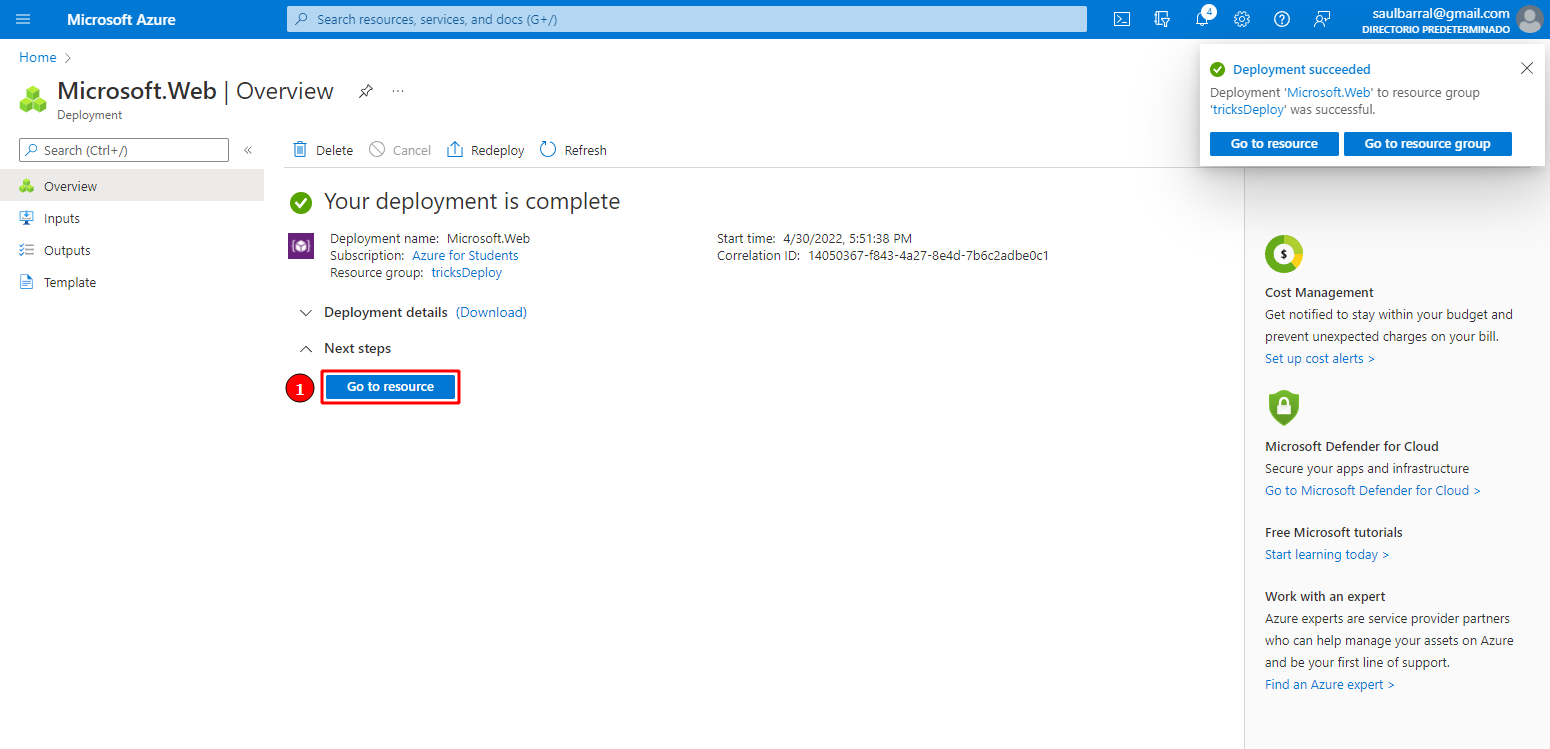 Microsoft Azure
Search resources, services, and docs (G+/)
4
saulbarral@gmail.com
DIRECTORIO PREDETERMINADO
Home
Microsoft.Web | Overview
...
Deployment
Deployment succeeded
Deployment 'Microsoft.Web' to resource group
'tricksDeploy' was successful.
Go to resource
Go to resource group
Search (Ctrl+/)
«
Overview
Inputs
Outputs
Template
Delete
Cancel
Redeploy
Refresh
Your deployment is complete
Deployment name: Microsoft.Web
Subscription: Azure for Students
Resource group: tricksDeploy
Start time: 4/30/2022, 5:51:38 PM
Correlation ID: 14050367-f843-4a27-8e4d-7b6c2adbe0c1
Deployment details (Download)
Next steps
1
Go to resource
$
Cost Management
Get notified to stay within your budget and
prevent unexpected charges on your bill.
Set up cost alerts >
Microsoft Defender for Cloud
Secure your apps and infrastructure
Go to Microsoft Defender for Cloud >
Free Microsoft tutorials
Start learning today >
Work with an expert
Azure experts are service provider partners
who can help manage your assets on Azure
and be your first line of support.
Find an Azure expert >